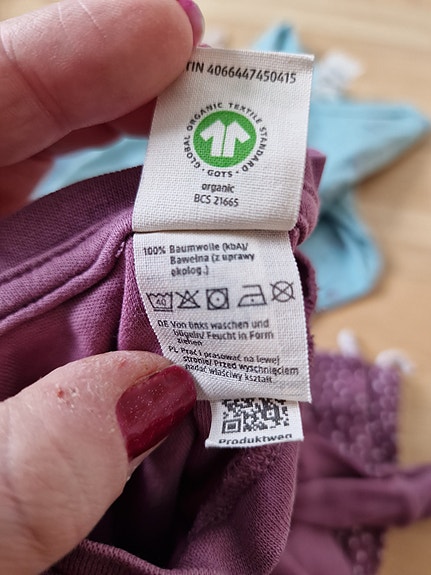 TIN 4066447450415
GLOBAL ORGANIC TEXTILE STANDARD
· GOTS ·
organic
BCS 21665
100% Baumwolle (kbA)/
Bawełna (z uprawy
ekolog.)
40
DE Von links waschen und
bügeln/ Feucht in Form
ziehen
PL Prać i prasować na lewej
stronie/ Przed wyschnięciem
nadać właściwy kształt
Produktwen